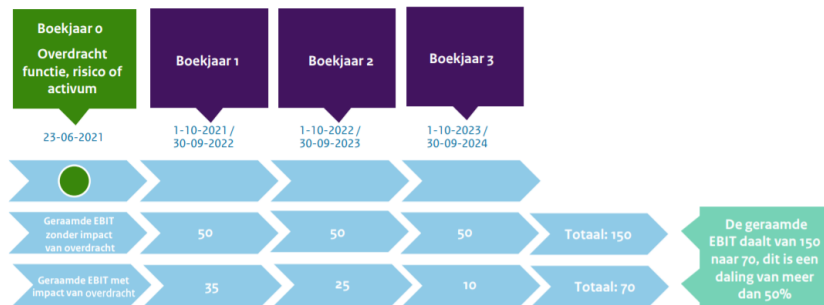 Boekjaar 0
Overdracht
functie, risico of
activum
Boekjaar 1
Boekjaar 2
Boekjaar 3
23-06-2021
1-10-2021 /
30-09-2022
1-10-2022 /
30-09-2023
1-10-2023 /
30-09-2024
Geraamde EBIT
zonder impact
van overdracht
50
50
50
Totaal: 150
Geraamde EBIT met
impact van overdracht
35
25
10
Totaal: 70
De geraamde
EBIT daalt van 150
naar 70, dit is een
daling van meer
dan 50%